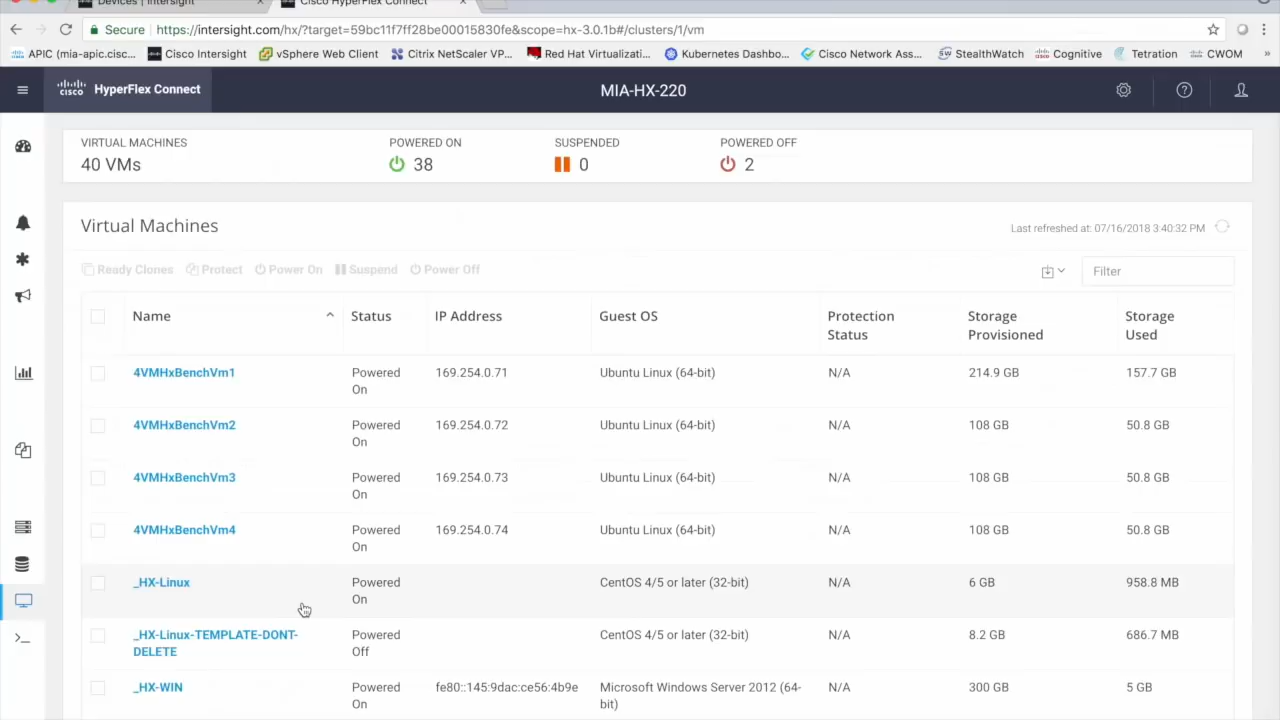 Devices | Intersight × Cisco HyperFlex Connect ×
Secure https://intersight.com/hx/?target=59bc11f7ff28be00015830fe&scope=hx-3.0.1b#/clusters/1/vm
APIC (mia-apic.cisc... Cisco Intersight vSphere Web Client Citrix NetScaler VP... Red Hat Virtualizati... Kubernetes Dashbo... Cisco Network Ass... StealthWatch Cognitive Tetration CWOM »
cisco HyperFlex Connect MIA-HX-220
VIRTUAL MACHINES POWERED ON SUSPENDED POWERED OFF
40 VMs 38 0 2
Virtual Machines Last refreshed at: 07/16/2018 3:40:32 PM
Ready Clones Protect Power On Suspend Power Off Filter
Name Status IP Address Guest OS Protection Storage Storage
Status Provisioned Used
4VMHxBenchVm1 Powered 169.254.0.71 Ubuntu Linux (64-bit) N/A 214.9 GB 157.7 GB
On
4VMHxBenchVm2 Powered 169.254.0.72 Ubuntu Linux (64-bit) N/A 108 GB 50.8 GB
On
4VMHxBenchVm3 Powered 169.254.0.73 Ubuntu Linux (64-bit) N/A 108 GB 50.8 GB
On
4VMHxBenchVm4 Powered 169.254.0.74 Ubuntu Linux (64-bit) N/A 108 GB 50.8 GB
On
_HX-Linux Powered CentOS 4/5 or later (32-bit) N/A 6 GB 958.8 MB
On
_HX-Linux-TEMPLATE-DONT- Powered CentOS 4/5 or later (32-bit) N/A 8.2 GB 686.7 MB
DELETE Off
_HX-WIN Powered fe80::145:9dac:ce56:4b9e Microsoft Windows Server 2012 (64- N/A 300 GB 5 GB
On bit)